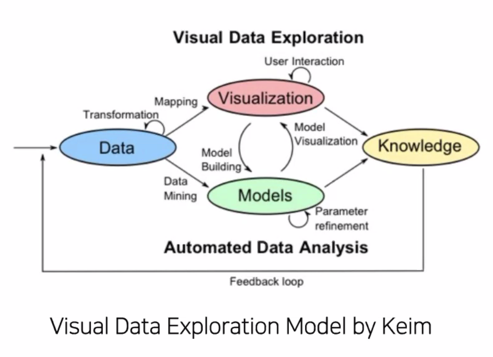 Visual Data Exploration
User Interaction
Mapping
Visualization
Transformation
Data
Model
Visualization
Knowledge
Model
Building
Data
Mining
Models
Parameter
refinement
Automated Data Analysis
Feedback loop
Visual Data Exploration Model by Keim